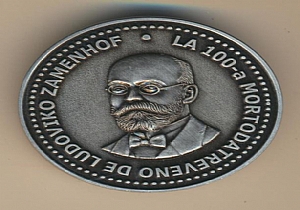 LA 100-a MORTODATREVENO DE LUDOVIKO ZAMENHOF